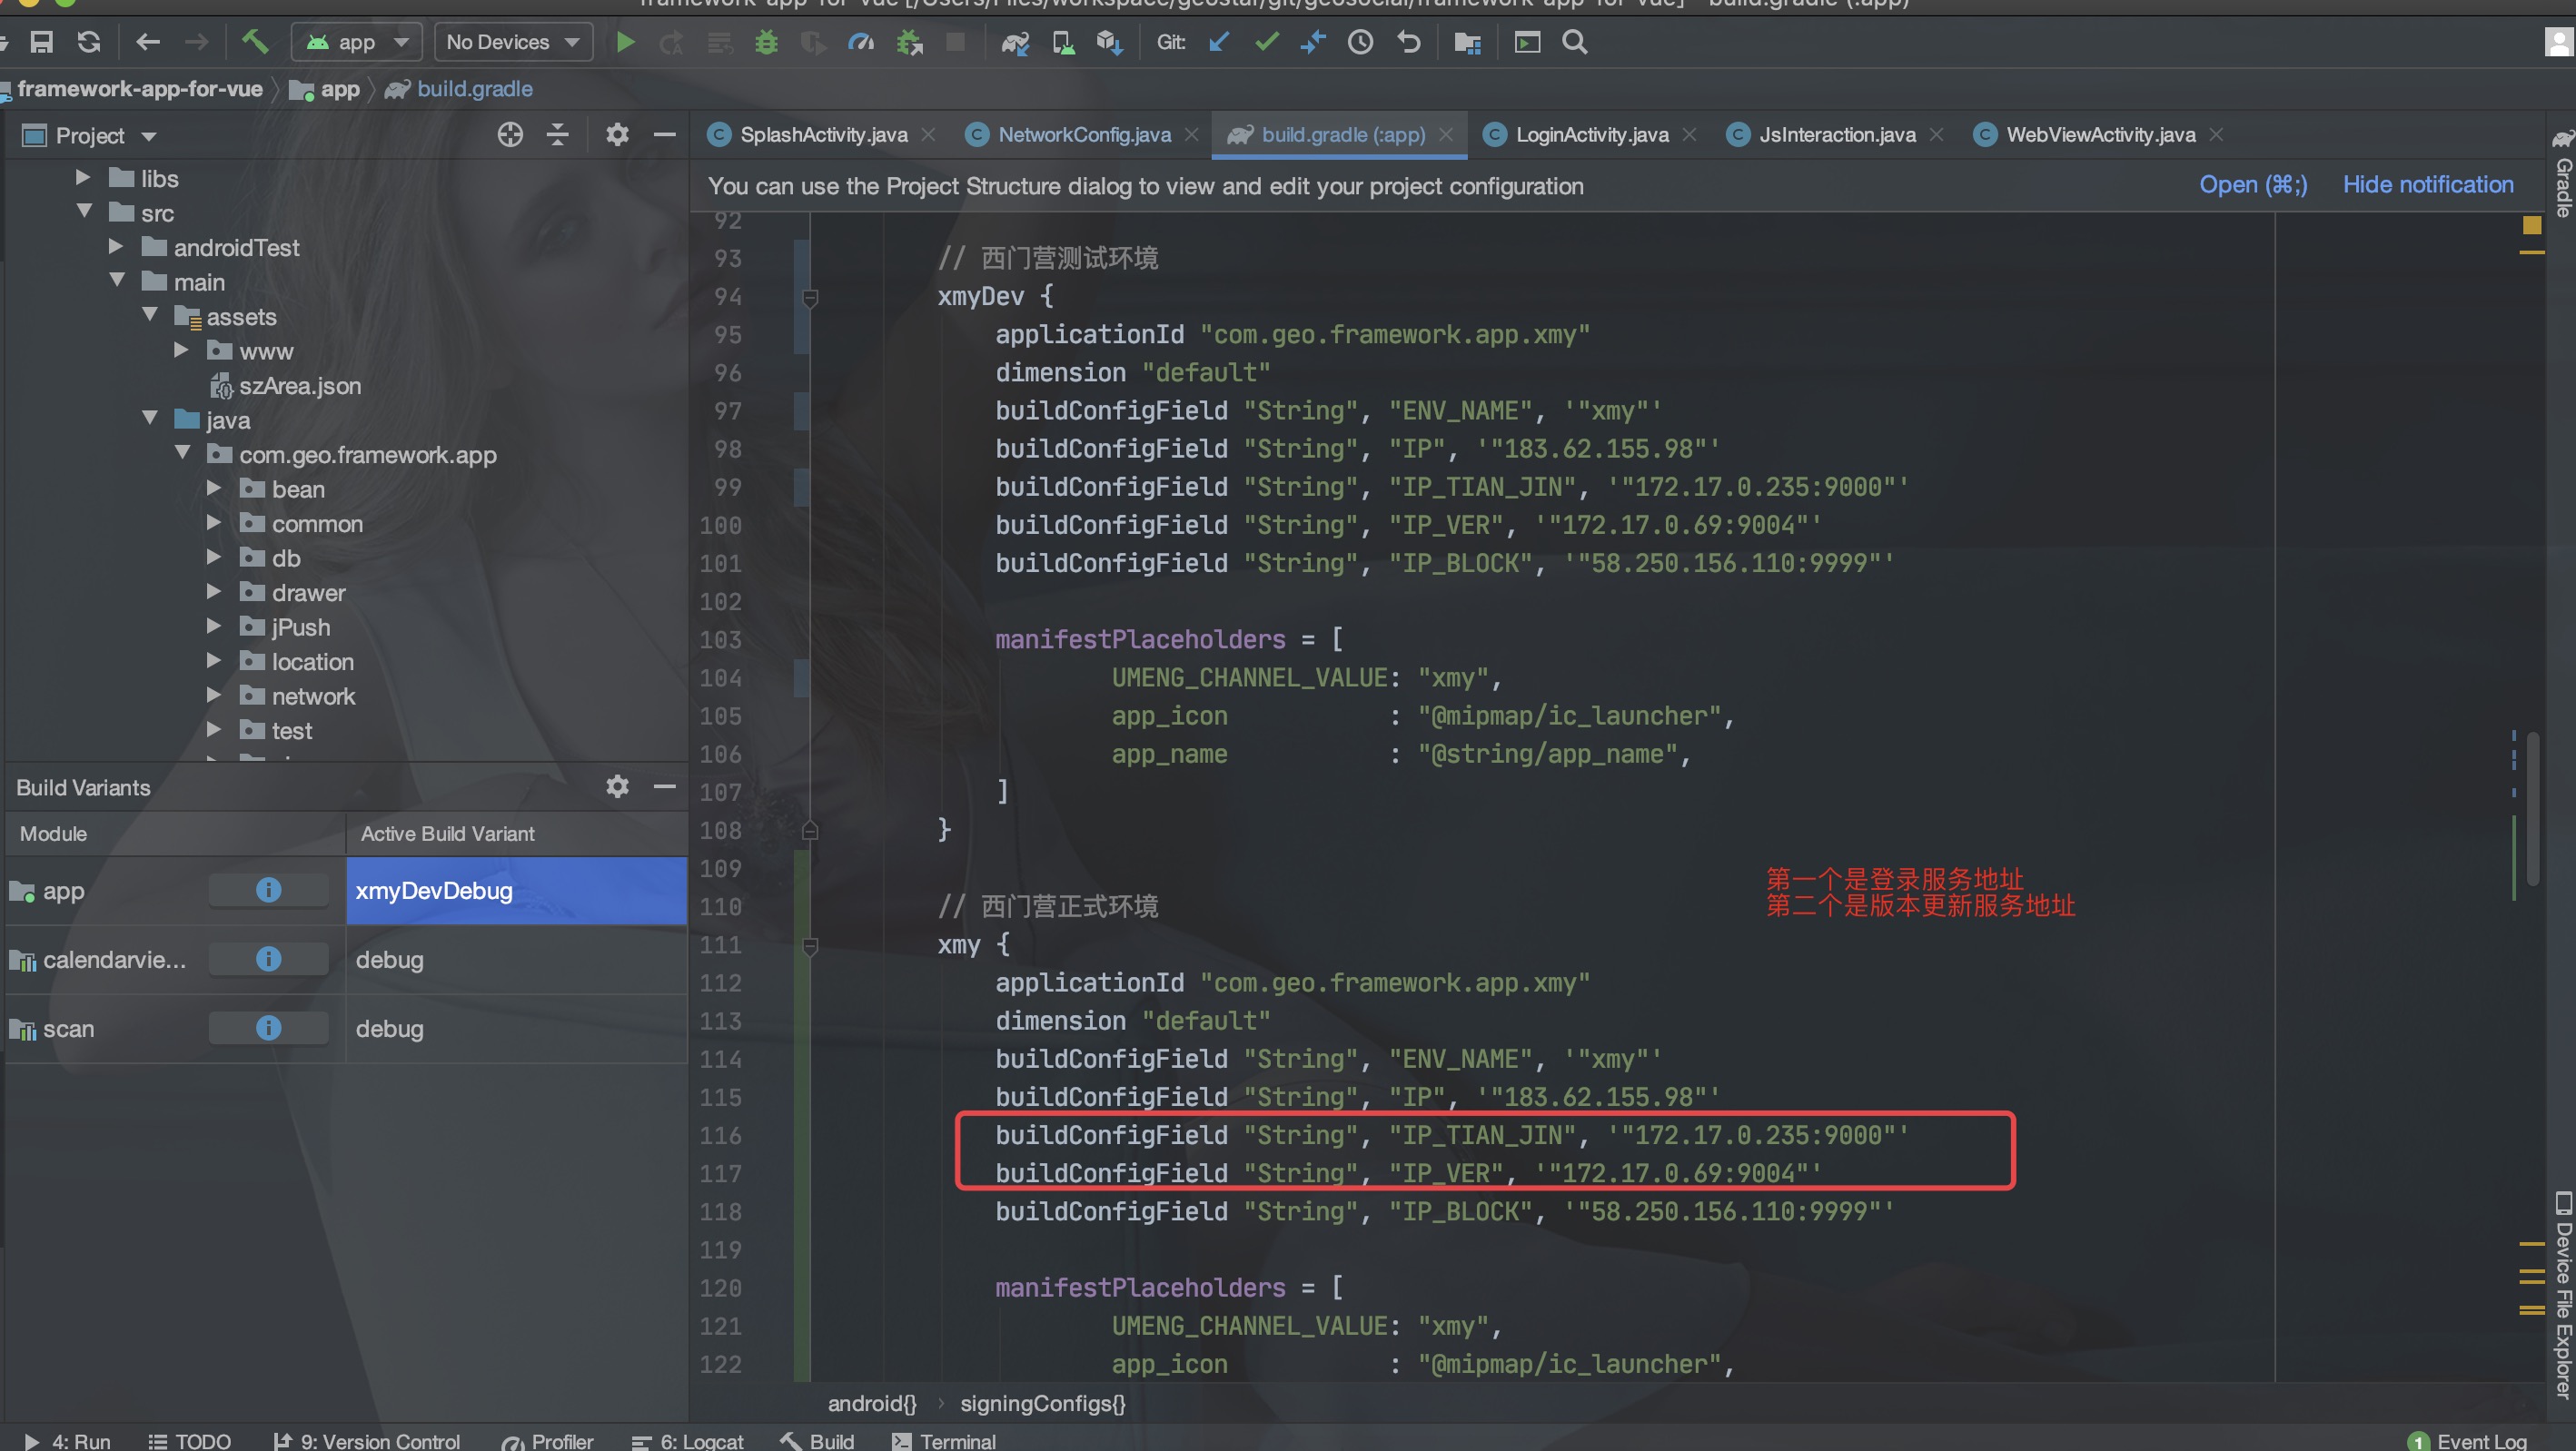 framework-app-for-vue [/Users/Files/workspace/geostar/git/geosocial/framework-app-for-vue] - build.gradle (:app)
app
No Devices
Git:
framework-app-for-vue
app
build.gradle
Project
SplashActivity.java
NetworkConfig.java
build.gradle (:app)
LoginActivity.java
JsInteraction.java
WebViewActivity.java
You can use the Project Structure dialog to view and edit your project configuration
Open (⌘;)
Hide notification
Gradle
libs
src
androidTest
main
assets
www
szArea.json
java
com.geo.framework.app
bean
common
db
drawer
jPush
location
network
test
Build Variants
Module
Active Build Variant
app
xmyDevDebug
calendarvie...
debug
scan
debug
92
93 // 西门营测试环境
94 xmyDev {
95 applicationId "com.geo.framework.app.xmy"
96 dimension "default"
97 buildConfigField "String", "ENV_NAME", '"xmy"'
98 buildConfigField "String", "IP", '"183.62.155.98"'
99 buildConfigField "String", "IP_TIAN_JIN", '"172.17.0.235:9000"'
100 buildConfigField "String", "IP_VER", '"172.17.0.69:9004"'
101 buildConfigField "String", "IP_BLOCK", '"58.250.156.110:9999"'
102
103 manifestPlaceholders = [
104 UMENG_CHANNEL_VALUE: "xmy",
105 app_icon : "@mipmap/ic_launcher",
106 app_name : "@string/app_name",
107 ]
108 }
109
第一个是登录服务地址
第二个是版本更新服务地址
110 // 西门营正式环境
111 xmy {
112 applicationId "com.geo.framework.app.xmy"
113 dimension "default"
114 buildConfigField "String", "ENV_NAME", '"xmy"'
115 buildConfigField "String", "IP", '"183.62.155.98"'
116 buildConfigField "String", "IP_TIAN_JIN", '"172.17.0.235:9000"'
117 buildConfigField "String", "IP_VER", '"172.17.0.69:9004"'
118 buildConfigField "String", "IP_BLOCK", '"58.250.156.110:9999"'
119
120 manifestPlaceholders = [
121 UMENG_CHANNEL_VALUE: "xmy",
122 app_icon : "@mipmap/ic_launcher",
android{} › signingConfigs{}
Device File Explorer
4: Run
TODO
9: Version Control
Profiler
6: Logcat
Build
Terminal
1 Event Log